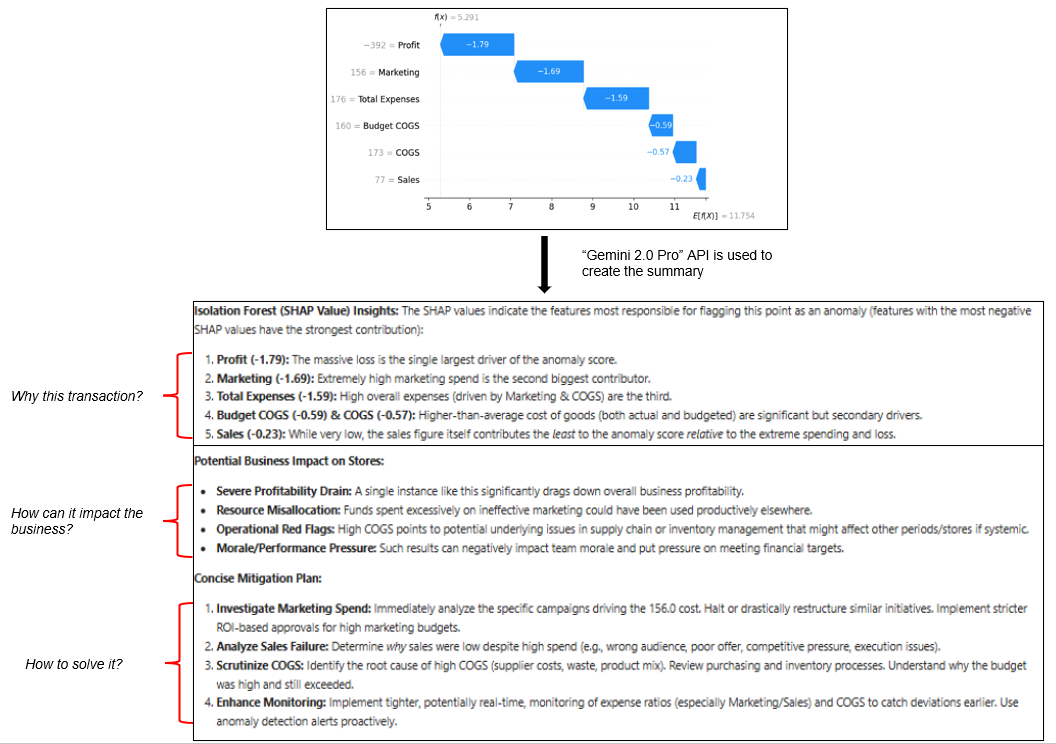 f(x) = 5.291
−392 = Profit
−1.79
156 = Marketing
−1.69
176 = Total Expenses
−1.59
160 = Budget COGS
−0.59
173 = COGS
−0.57
77 = Sales
−0.23
5 6 7 8 9 10 11
E[f(X)] = 11.754
“Gemini 2.0 Pro” API is used to
create the summary
Isolation Forest (SHAP Value) Insights: The SHAP values indicate the features most responsible for flagging this point as an anomaly (features with the most negative
SHAP values have the strongest contribution):
Why this transaction?
1. Profit (-1.79): The massive loss is the single largest driver of the anomaly score.
2. Marketing (-1.69): Extremely high marketing spend is the second biggest contributor.
3. Total Expenses (-1.59): High overall expenses (driven by Marketing & COGS) are the third.
4. Budget COGS (-0.59) & COGS (-0.57): Higher-than-average cost of goods (both actual and budgeted) are significant but secondary drivers.
5. Sales (-0.23): While very low, the sales figure itself contributes the least to the anomaly score relative to the extreme spending and loss.
Potential Business Impact on Stores:
How can it impact the
business?
• Severe Profitability Drain: A single instance like this significantly drags down overall business profitability.
• Resource Misallocation: Funds spent excessively on ineffective marketing could have been used productively elsewhere.
• Operational Red Flags: High COGS points to potential underlying issues in supply chain or inventory management that might affect other periods/stores if systemic.
• Morale/Performance Pressure: Such results can negatively impact team morale and put pressure on meeting financial targets.
Concise Mitigation Plan:
How to solve it?
1. Investigate Marketing Spend: Immediately analyze the specific campaigns driving the 156.0 cost. Halt or drastically restructure similar initiatives. Implement stricter
ROI-based approvals for high marketing budgets.
2. Analyze Sales Failure: Determine why sales were low despite high spend (e.g., wrong audience, poor offer, competitive pressure, execution issues).
3. Scrutinize COGS: Identify the root cause of high COGS (supplier costs, waste, product mix). Review purchasing and inventory processes. Understand why the budget
was high and still exceeded.
4. Enhance Monitoring: Implement tighter, potentially real-time, monitoring of expense ratios (especially Marketing/Sales) and COGS to catch deviations earlier. Use
anomaly detection alerts proactively.